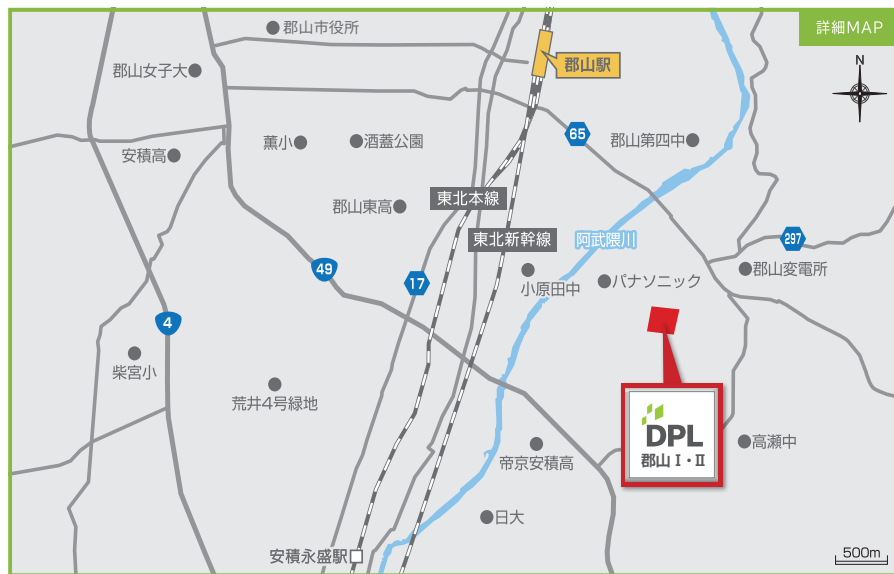 詳細MAP
郡山市役所
郡山駅
郡山女子大
N
薫小
酒蓋公園
65
郡山第四中
安積高
東北本線
郡山東高
東北新幹線
阿武隈川
297
49
17
小原田中
パナソニック
郡山変電所
4
柴宮小
荒井4号緑地
DPL
郡山Ⅰ・Ⅱ
高瀬中
帝京安積高
日大
安積永盛駅
500m